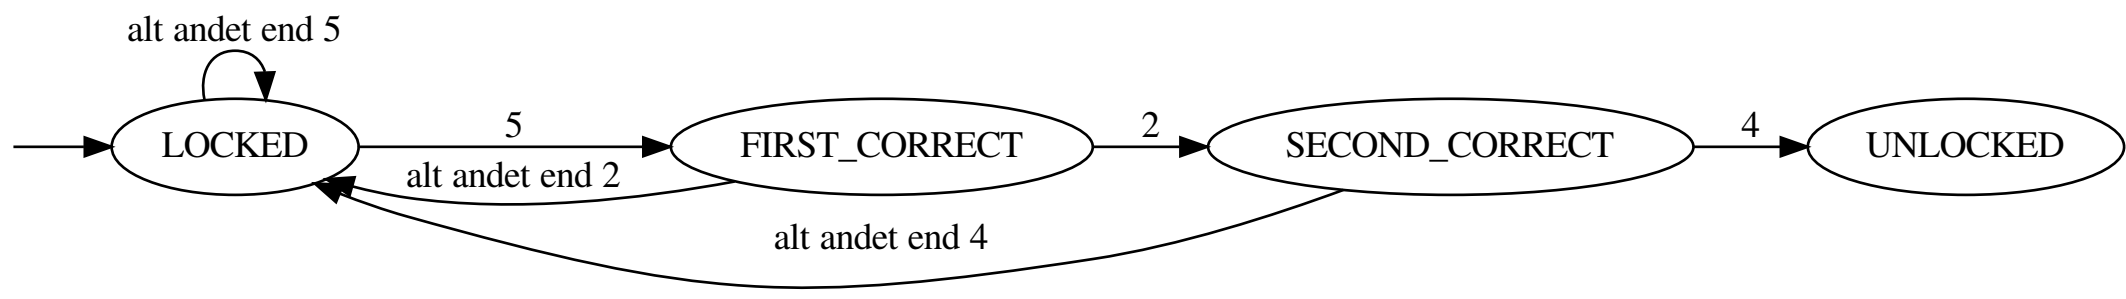 alt andet end 5
LOCKED
5
FIRST_CORRECT
2
SECOND_CORRECT
4
UNLOCKED
alt andet end 2
alt andet end 4